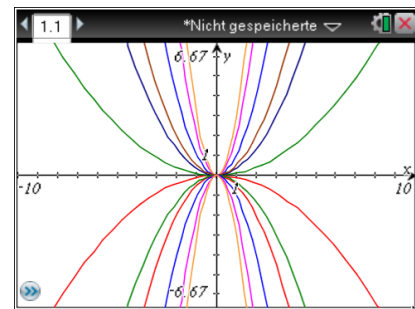 1.1 *Nicht gespeicherte
6.67 y
1 x
-10 1 10
-6.67